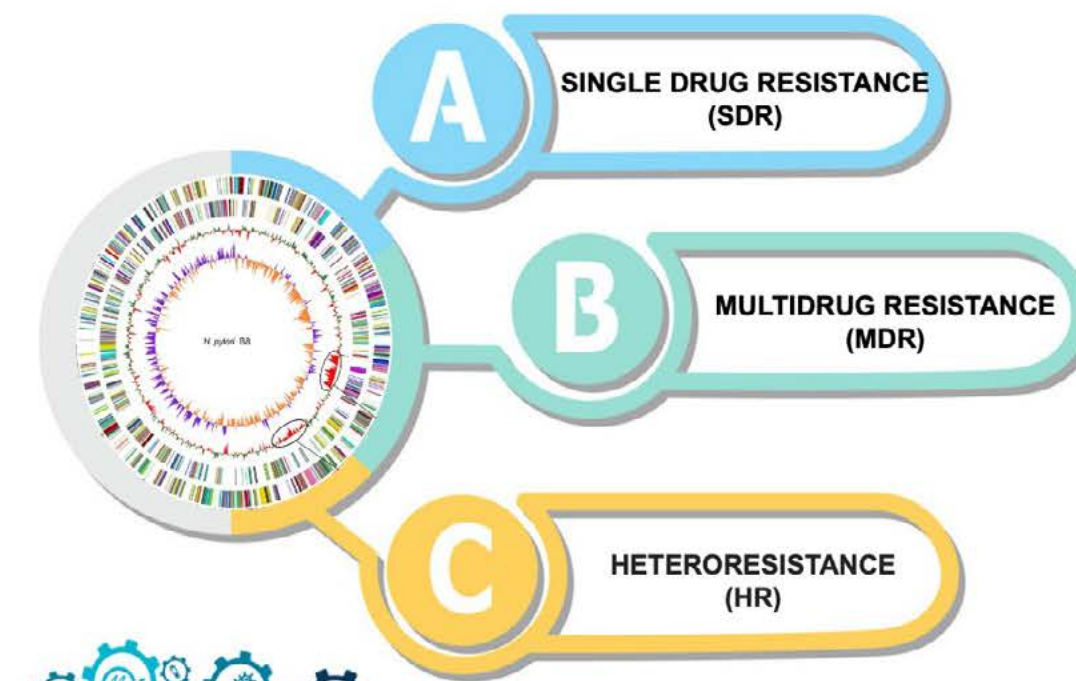 A
SINGLE DRUG RESISTANCE
(SDR)
B
MULTIDRUG RESISTANCE
(MDR)
C
HETERORESISTANCE
(HR)